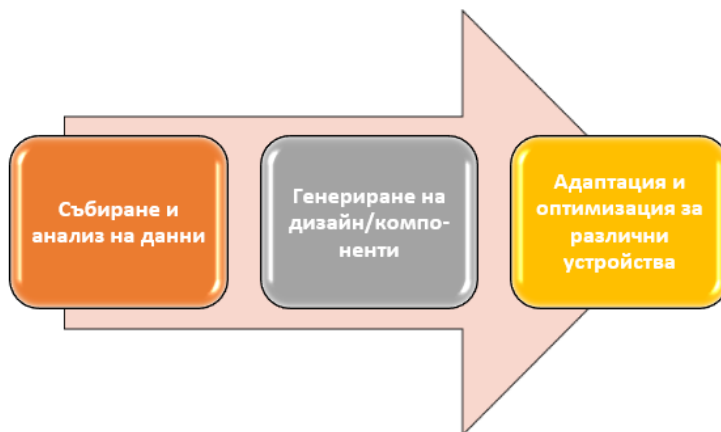 Събиране и
анализ на данни
Генериране на
дизайн/компо-
ненти
Адаптация и
оптимизация за
различни
устройства